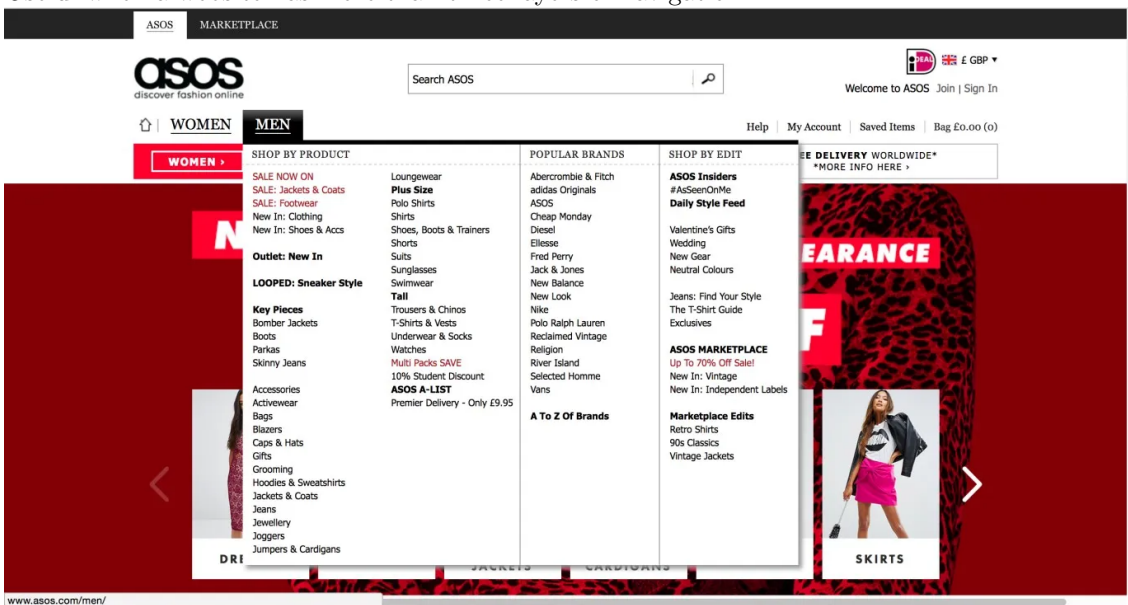 ASOS MARKETPLACE
asos
discover fashion online
Search ASOS
iDEAL
£ GBP
Welcome to ASOS Join | Sign In
WOMEN MEN
Help My Account Saved Items Bag £0.00 (0)
WOMEN ›
EE DELIVERY WORLDWIDE*
*MORE INFO HERE ›
SHOP BY PRODUCT
SALE NOW ON
SALE: Jackets & Coats
SALE: Footwear
New In: Clothing
New In: Shoes & Accs
Outlet: New In
LOOPED: Sneaker Style
Key Pieces
Bomber Jackets
Boots
Parkas
Skinny Jeans
Accessories
Activewear
Bags
Blazers
Caps & Hats
Gifts
Grooming
Hoodies & Sweatshirts
Jackets & Coats
Jeans
Jewellery
Joggers
Jumpers & Cardigans
Loungewear
Plus Size
Polo Shirts
Shirts
Shoes, Boots & Trainers
Shorts
Suits
Sunglasses
Swimwear
Tall
Trousers & Chinos
T-Shirts & Vests
Underwear & Socks
Watches
Multi Packs SAVE
10% Student Discount
ASOS A-LIST
Premier Delivery - Only £9.95
POPULAR BRANDS
Abercrombie & Fitch
adidas Originals
ASOS
Cheap Monday
Diesel
Ellesse
Fred Perry
Jack & Jones
New Balance
New Look
Nike
Polo Ralph Lauren
Reclaimed Vintage
Religion
River Island
Selected Homme
Vans
A To Z Of Brands
SHOP BY EDIT
ASOS Insiders
#AsSeenOnMe
Daily Style Feed
Valentine's Gifts
Wedding
New Gear
Neutral Colours
Jeans: Find Your Style
The T-Shirt Guide
Exclusives
ASOS MARKETPLACE
Up To 70% Off Sale!
New In: Vintage
New In: Independent Labels
Marketplace Edits
Retro Shirts
90s Classics
Vintage Jackets
N
EARANCE
F
DRE
JACKETS
CARDIGANS
SKIRTS
www.asos.com/men/